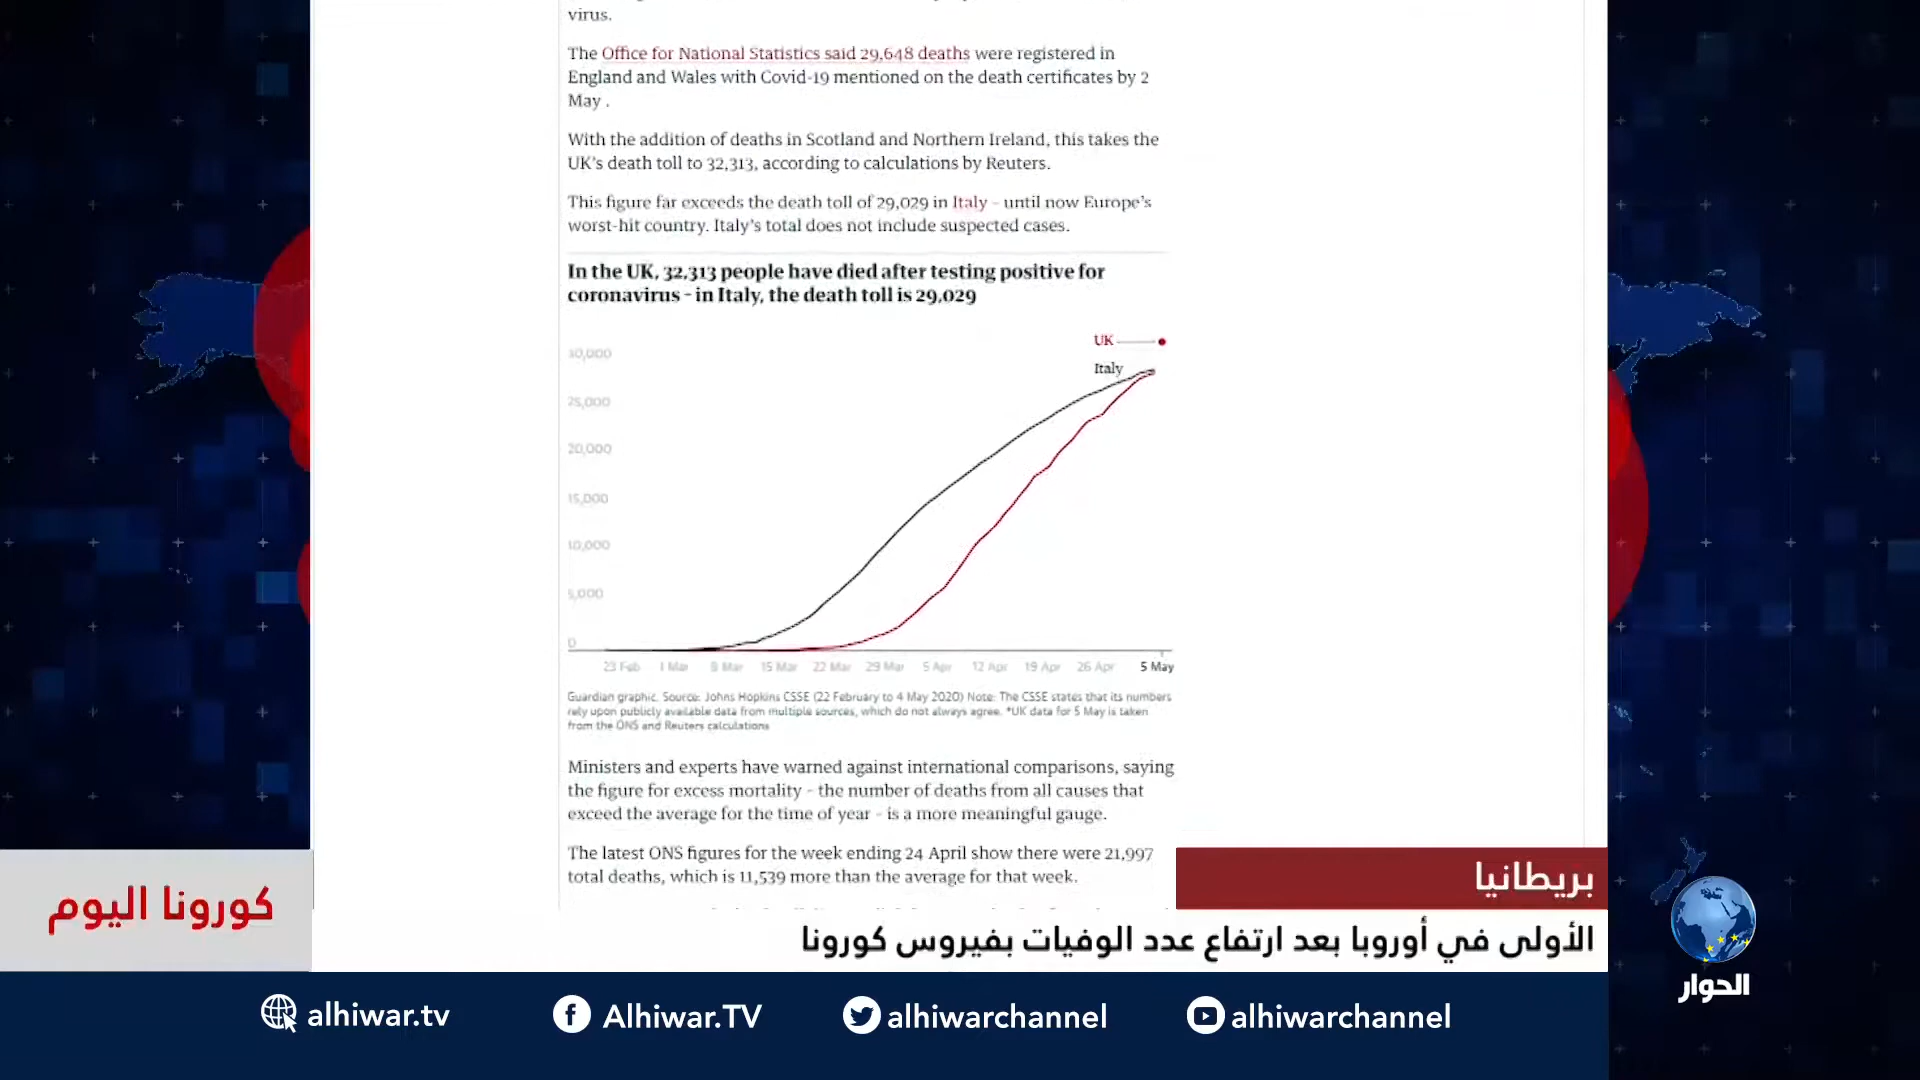 virus.
The Office for National Statistics said 29,648 deaths were registered in
England and Wales with Covid-19 mentioned on the death certificates by 2
May .
With the addition of deaths in Scotland and Northern Ireland, this takes the
UK's death toll to 32,313, according to calculations by Reuters.
This figure far exceeds the death toll of 29,029 in Italy - until now Europe's
worst-hit country. Italy's total does not include suspected cases.
In the UK, 32,313 people have died after testing positive for
coronavirus - in Italy, the death toll is 29,029
UK
30,000
Italy
25,000
20,000
15,000
10,000
5,000
0
23 Feb 1 Mar 8 Mar 15 Mar 22 Mar 29 Mar 5 Apr 12 Apr 19 Apr 26 Apr 5 May
Guardian graphic. Source: Johns Hopkins CSSE (22 February to 4 May 2020) Note: The CSSE states that its numbers
rely upon publicly available data from multiple sources, which do not always agree. *UK data for 5 May is taken
from the ONS and Reuters calculations
Ministers and experts have warned against international comparisons, saying
the figure for excess mortality - the number of deaths from all causes that
exceed the average for the time of year - is a more meaningful gauge.
The latest ONS figures for the week ending 24 April show there were 21,997
total deaths, which is 11,539 more than the average for that week.
بريطانيا
كورونا اليوم
الأولى في أوروبا بعد ارتفاع عدد الوفيات بفيروس كورونا
الحوار
alhiwar.tv Alhiwar.TV alhiwarchannel alhiwarchannel